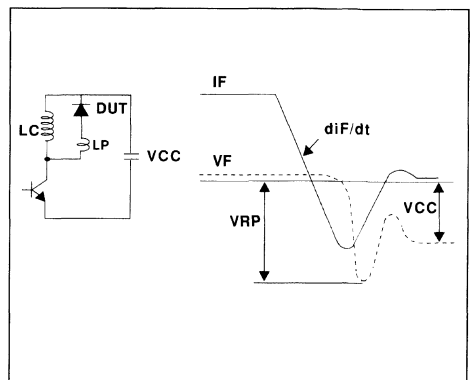 IF
DUT
diF/dt
LC
LP
VCC
VF
VRP
VCC